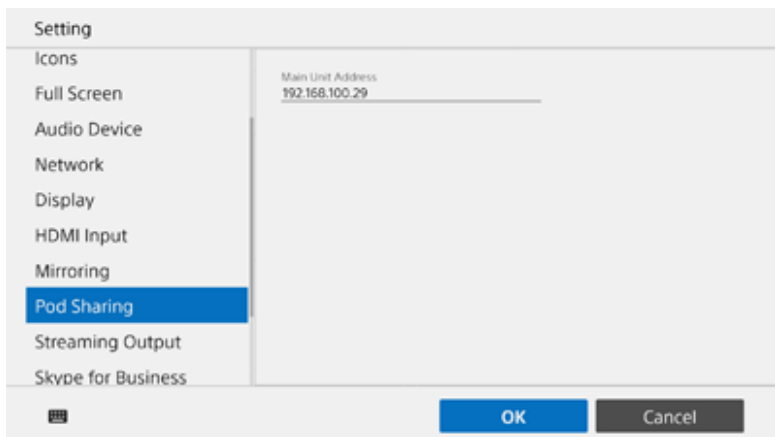 Setting
Icons
Full Screen
Audio Device
Network
Display
HDMI Input
Mirroring
Pod Sharing
Streaming Output
Skype for Business
Main Unit Address
192.168.100.29
OK
Cancel